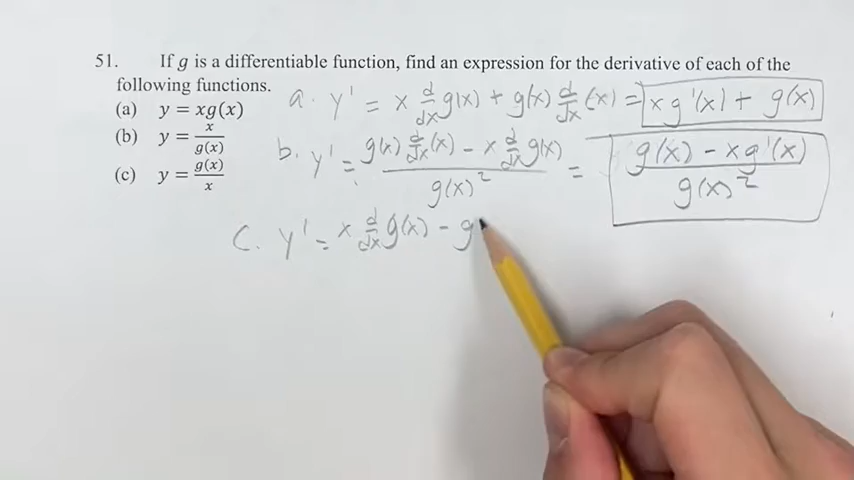 51. If g is a differentiable function, find an expression for the derivative of each of the
following functions.
(a) y = xg(x)
(b) y = x/g(x)
(c) y = g(x)/x
a. y' = x d/dx g(x) + g(x) d/dx (x) = x g'(x) + g(x)
b. y' = g(x) d/dx (x) - x d/dx g(x) / g(x)² = g(x) - x g'(x) / g(x)²
c. y' = x d/dx g(x) - g